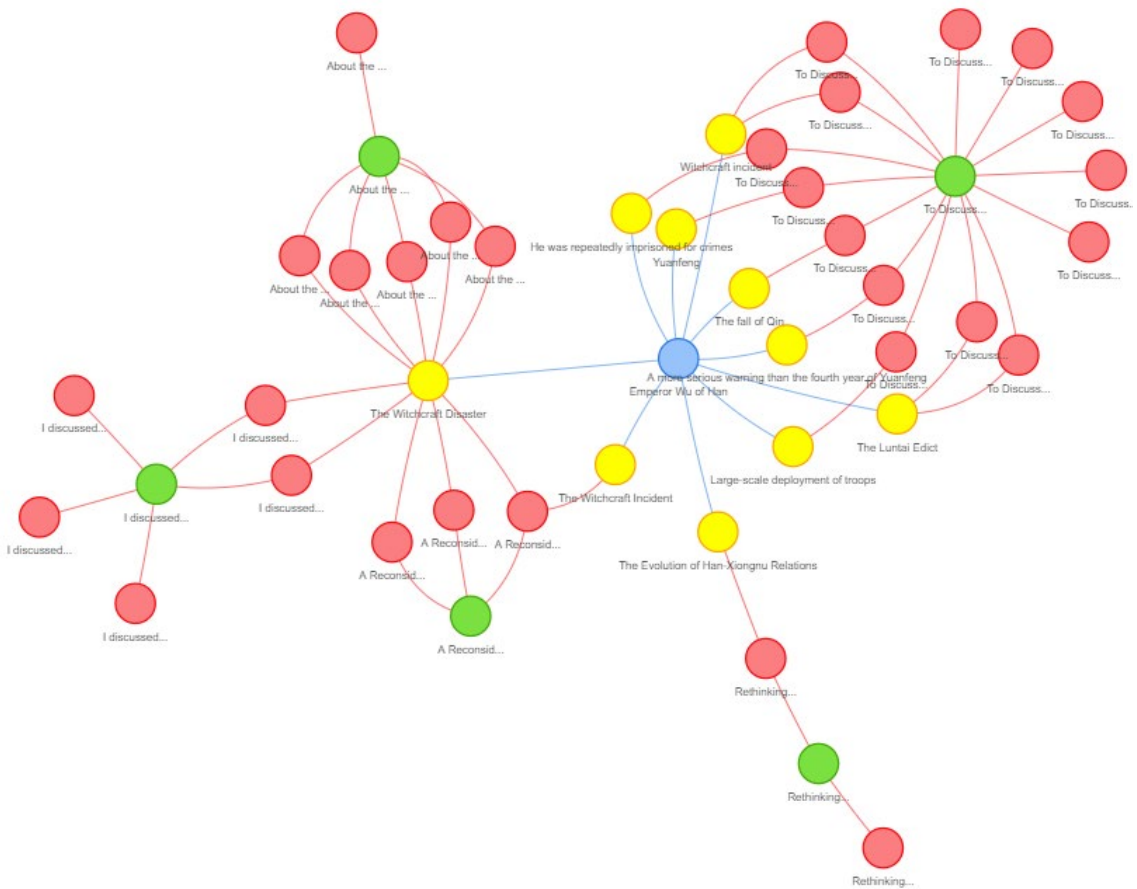 About the ...
To Discuss...
To Discuss...
To Discuss...
To Discuss...
To Discuss...
Witchcraft incident
To Discuss...
About the ...
To Discuss...
To Discuss...
To Discuss...
He was repeatedly imprisoned for crimes
About the ...
Yuanfeng
To Discuss...
To Discuss...
About the ...
About the ...
About the ...
About the ...
The fall of Qin
To Discuss...
To Discuss...
A more serious warning than the fourth year of Yuanfeng
To Discuss...
To Discuss...
Emperor Wu of Han
The Witchcraft Disaster
I discussed...
I discussed...
The Luntai Edict
Large-scale deployment of troops
The Witchcraft Incident
I discussed...
I discussed...
A Reconsid...
A Reconsid...
I discussed...
The Evolution of Han-Xiongnu Relations
A Reconsid...
I discussed...
A Reconsid...
Rethinking...
Rethinking...
Rethinking...